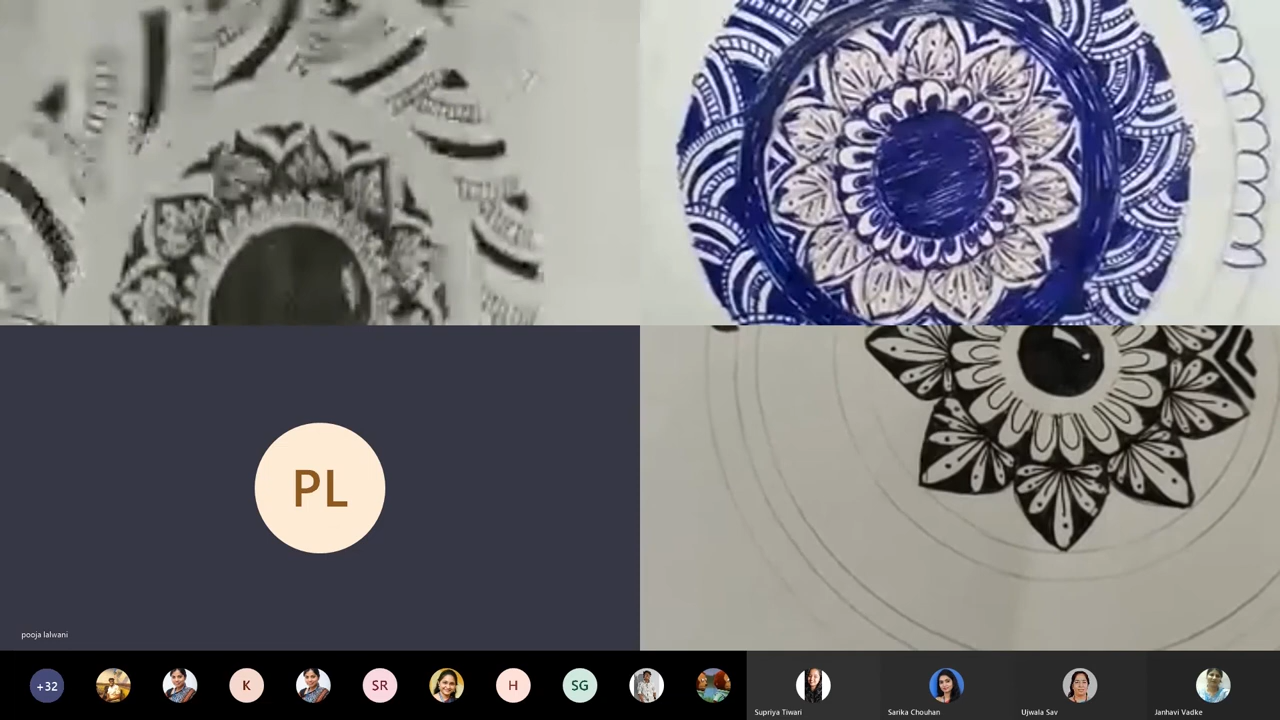 PL
pooja lalwani
+32
K
SR
H
SG
Supriya Tiwari
Sarika Chouhan
Ujwala Sav
Janhavi Vadke